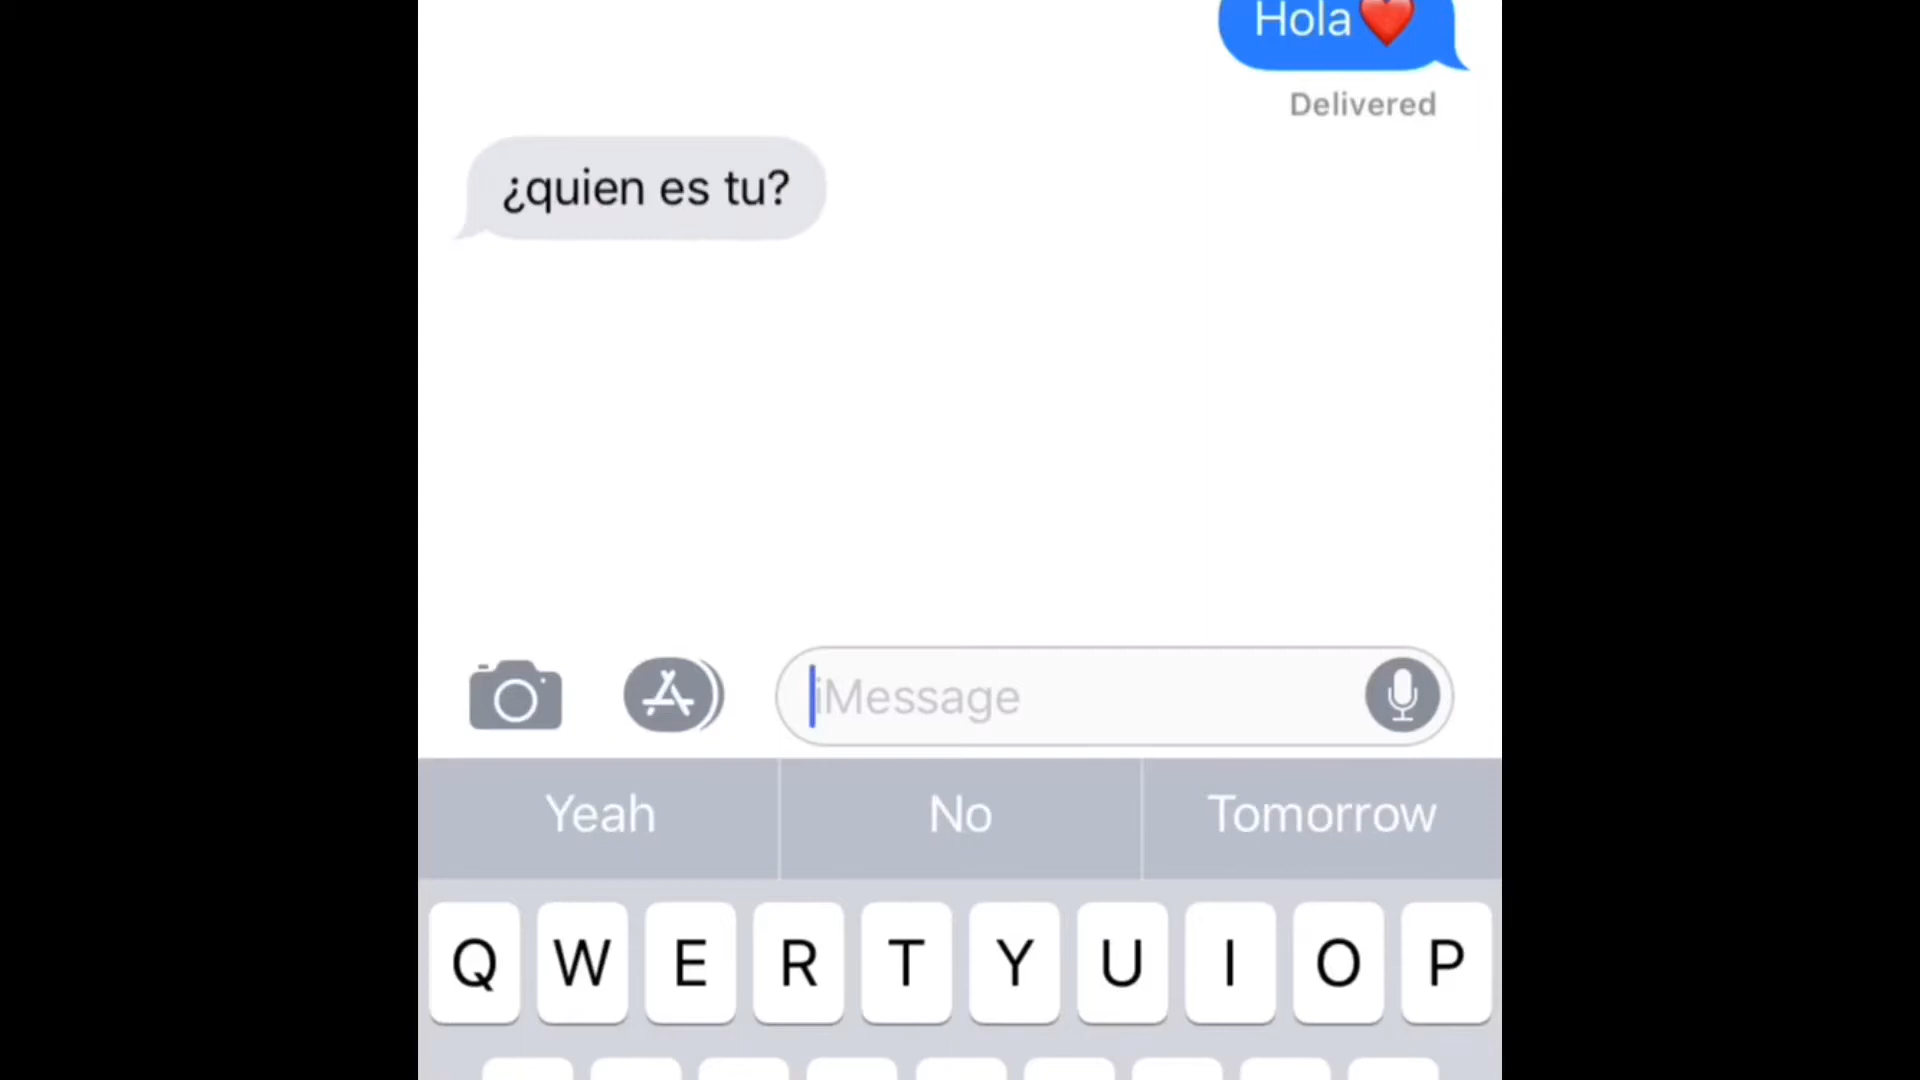 Hola❤️
Delivered
¿quien es tu?
iMessage
Yeah No Tomorrow
Q W E R T Y U I O P